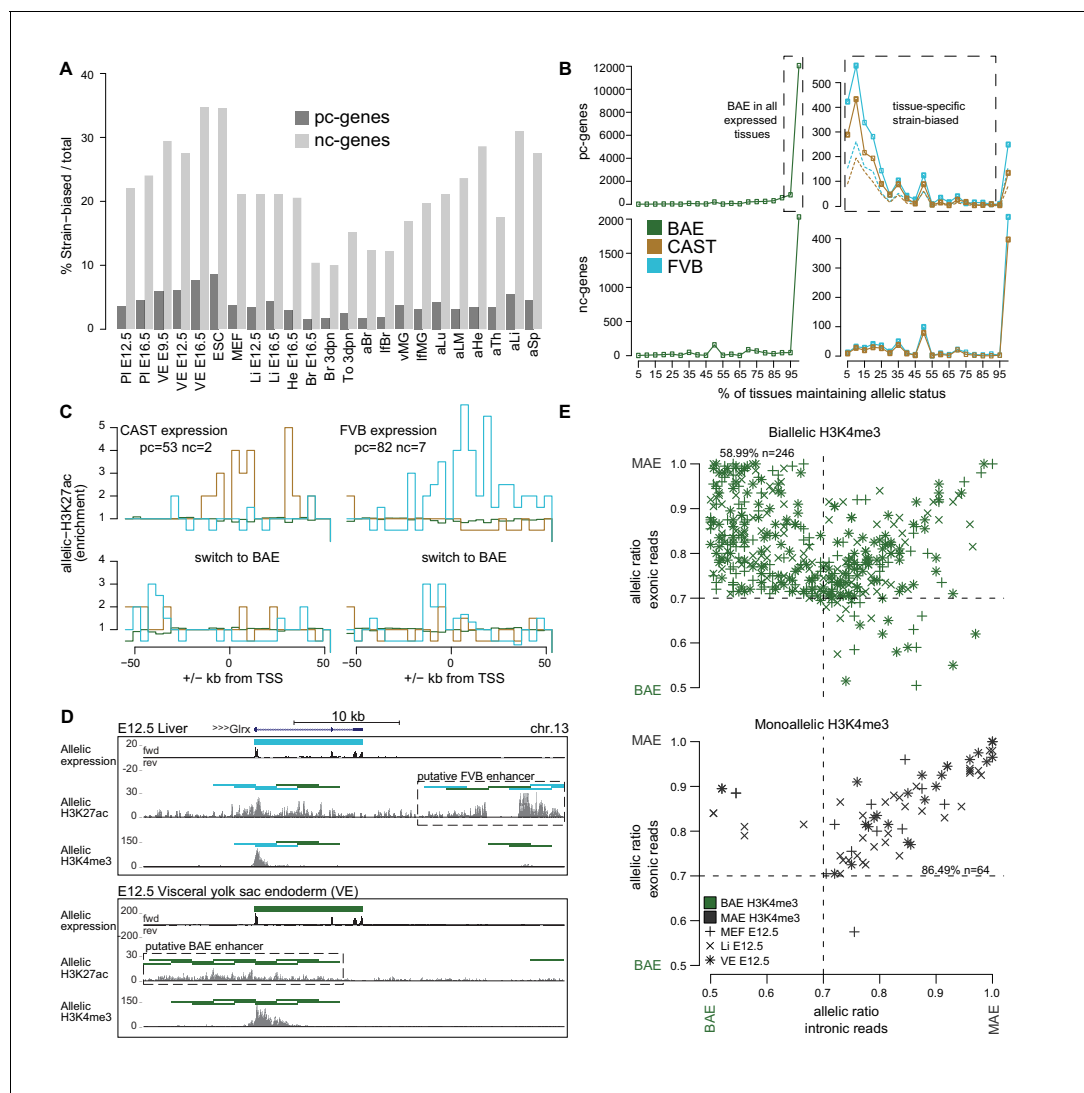 A
40
30
20
10
0
% Strain−biased / total
pc-genes
nc-genes
Pl E12.5
Pl E16.5
VE E9.5
VE E12.5
VE E16.5
ESC
MEF
Li E12.5
Li E16.5
He E16.5
Br E16.5
Br 3dpn
To 3dpn
aBr
lfBr
vMG
lfMG
aLu
aLM
aHe
aTh
aLi
aSp
B
pc-genes
12000
10000
8000
6000
4000
2000
0
BAE in all
expressed
tissues
500
400
300
200
100
0
tissue-specific
strain-biased
nc-genes
2000
1500
1000
500
0
BAE
CAST
FVB
400
300
200
100
0
5 15 25 35 45 55 65 75 85 95
5 15 25 35 45 55 65 75 85 95
% of tissues maintaining allelic status
C
allelic−H3K27ac
(enrichment)
5
4
3
2
1
CAST expression
pc=53 nc=2
FVB expression
pc=82 nc=7
switch to BAE
switch to BAE
4
3
2
1
−50 0 50
−50 0 50
+/− kb from TSS
+/− kb from TSS
D
E12.5 Liver
>>>Glrx
10 kb
chr.13
Allelic
expression
20
-20
fwd
rev
putative FVB enhancer
Allelic
H3K27ac
30
0
Allelic
H3K4me3
150
0
E12.5 Visceral yolk sac endoderm (VE)
Allelic
expression
200
-200
fwd
rev
putative BAE enhancer
Allelic
H3K27ac
30
0
Allelic
H3K4me3
150
0
E
Biallelic H3K4me3
MAE
58.99% n=246
1.0
0.9
0.8
0.7
0.6
0.5
allelic ratio
exonic reads
BAE
Monoallelic H3K4me3
MAE
1.0
0.9
0.8
0.7
0.6
0.5
allelic ratio
exonic reads
86.49% n=64
BAE H3K4me3
MAE H3K4me3
MEF E12.5
Li E12.5
VE E12.5
BAE
0.5 0.6 0.7 0.8 0.9 1.0
BAE
allelic ratio
intronic reads
MAE